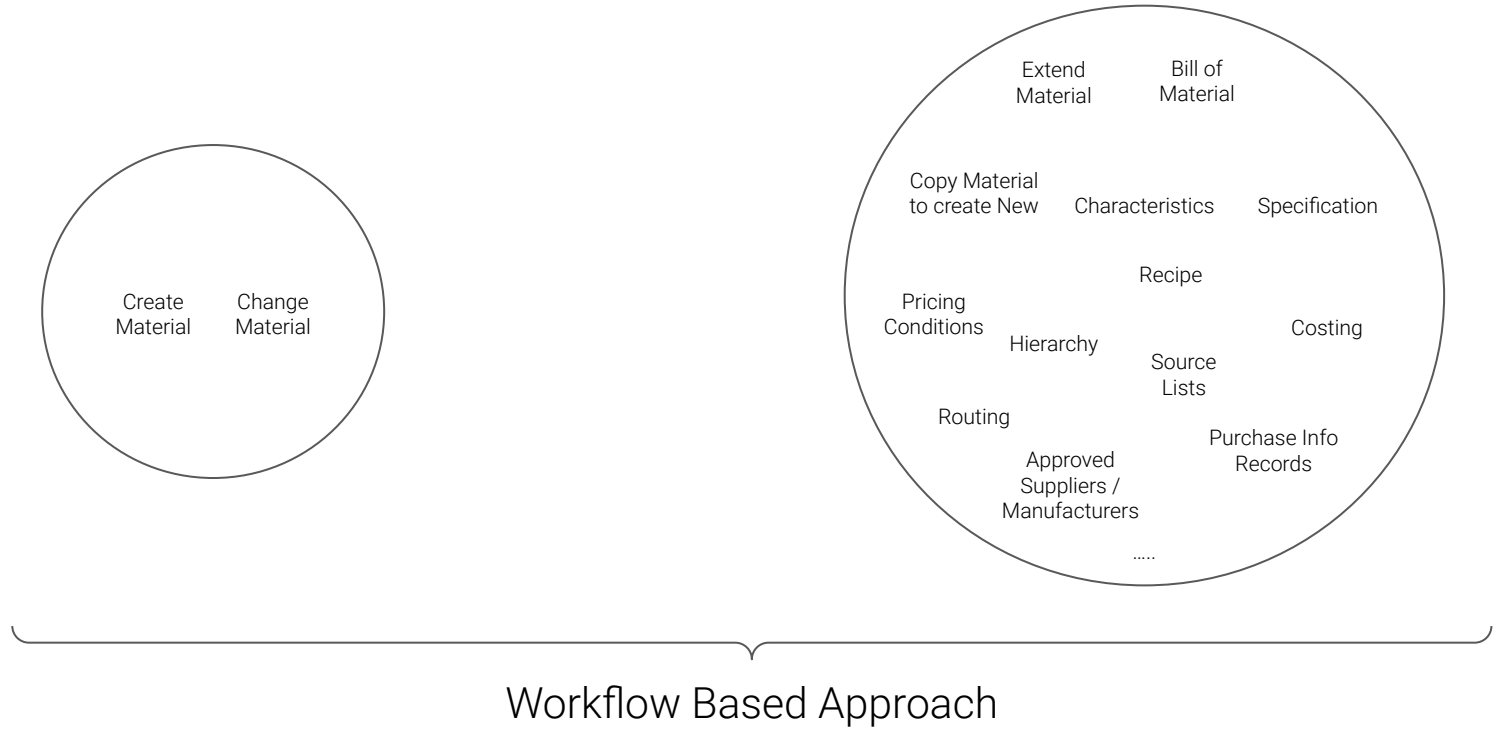 Extend
Material
Bill of
Material
Copy Material
to create New
Characteristics
Specification
Recipe
Create
Material
Change
Material
Pricing
Conditions
Hierarchy
Costing
Source
Lists
Routing
Purchase Info
Records
Approved
Suppliers /
Manufacturers
.....
Workflow Based Approach